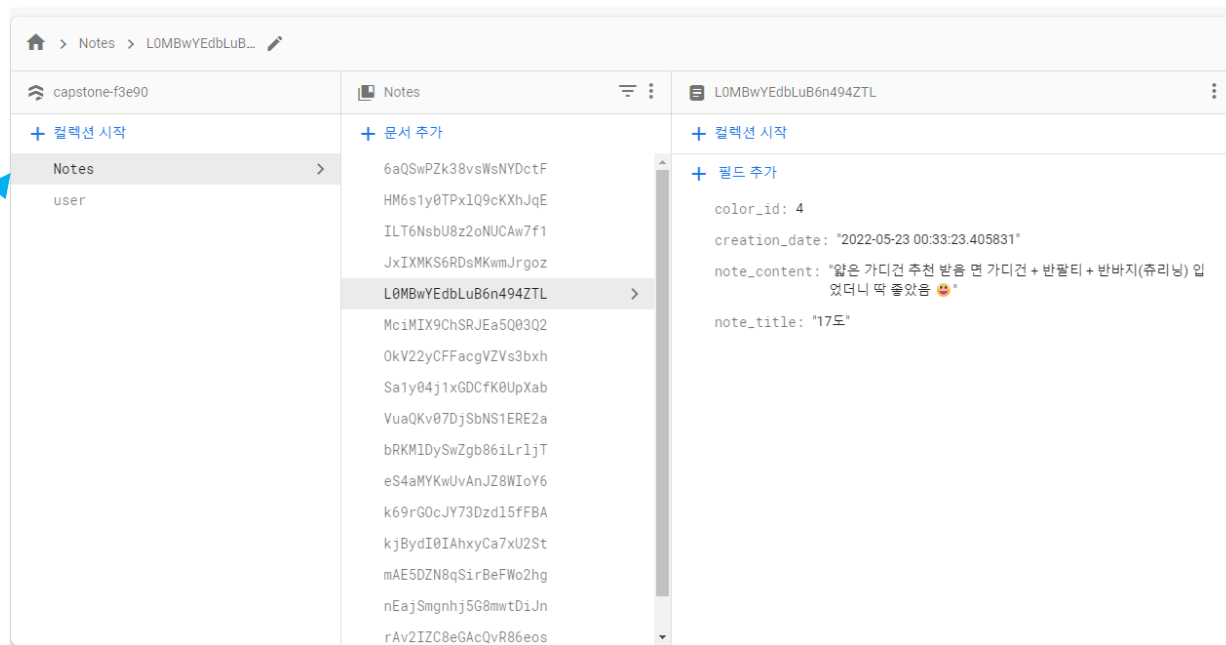 Notes > L0MBwYEdbLuB...
capstone-f3e90
컬렉션 시작
Notes
user
Notes
문서 추가
6aQSwPZk38vsWsNYDctF
HM6s1y0TPxlQ9cKXhJqE
ILT6NsbU8z2oNUCAw7f1
JxIXMKS6RDsMKwmJrgoz
L0MBwYEdbLuB6n494ZTL
MciMIX9ChSRJEa5Q03Q2
OkV22yCFFacgVZVs3bxh
Sa1y04j1xGDCfK0UpXab
VuaQKv07DjSbNS1ERE2a
bRKMlDySwZgb86iLrljT
eS4aMYKwUvAnJZ8WIoY6
k69rGOcJY73Dzdl5fFBA
kjBydI0IAhxyCa7xU2St
mAE5DZN8qSirBeFWo2hg
nEajSmgnhj5G8mwtDiJn
rAv2IZC8eGAcQvR86eos
L0MBwYEdbLuB6n494ZTL
컬렉션 시작
필드 추가
color_id: 4
creation_date: "2022-05-23 00:33:23.405831"
note_content: "얇은 가디건 추천 받음 면 가디건 + 반팔티 + 반바지(츄리닝) 입
었더니 딱 좋았음 😃"
note_title: "17도"